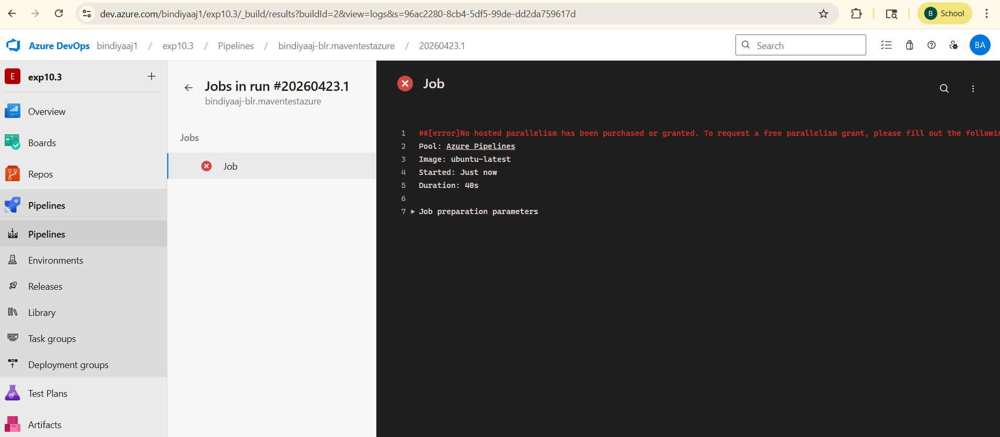 dev.azure.com/bindiyaaj1/exp10.3/_build/results?buildId=2&view=logs&s=96ac2280-8cb4-5df5-99de-dd2da759617d
B School
Azure DevOps bindiyaaj1 / exp10.3 / Pipelines / bindiyaaj-blr.maventestazure / 20260423.1
Search
BA
E exp10.3 +
Overview
Boards
Repos
Pipelines
Pipelines
Environments
Releases
Library
Task groups
Deployment groups
Test Plans
Artifacts
Jobs in run #20260423.1
bindiyaaj-blr.maventestazure
Jobs
Job
Job
1 ##[error]No hosted parallelism has been purchased or granted. To request a free parallelism grant, please fill out the followin
2 Pool: Azure Pipelines
3 Image: ubuntu-latest
4 Started: Just now
5 Duration: 40s
6
7 Job preparation parameters